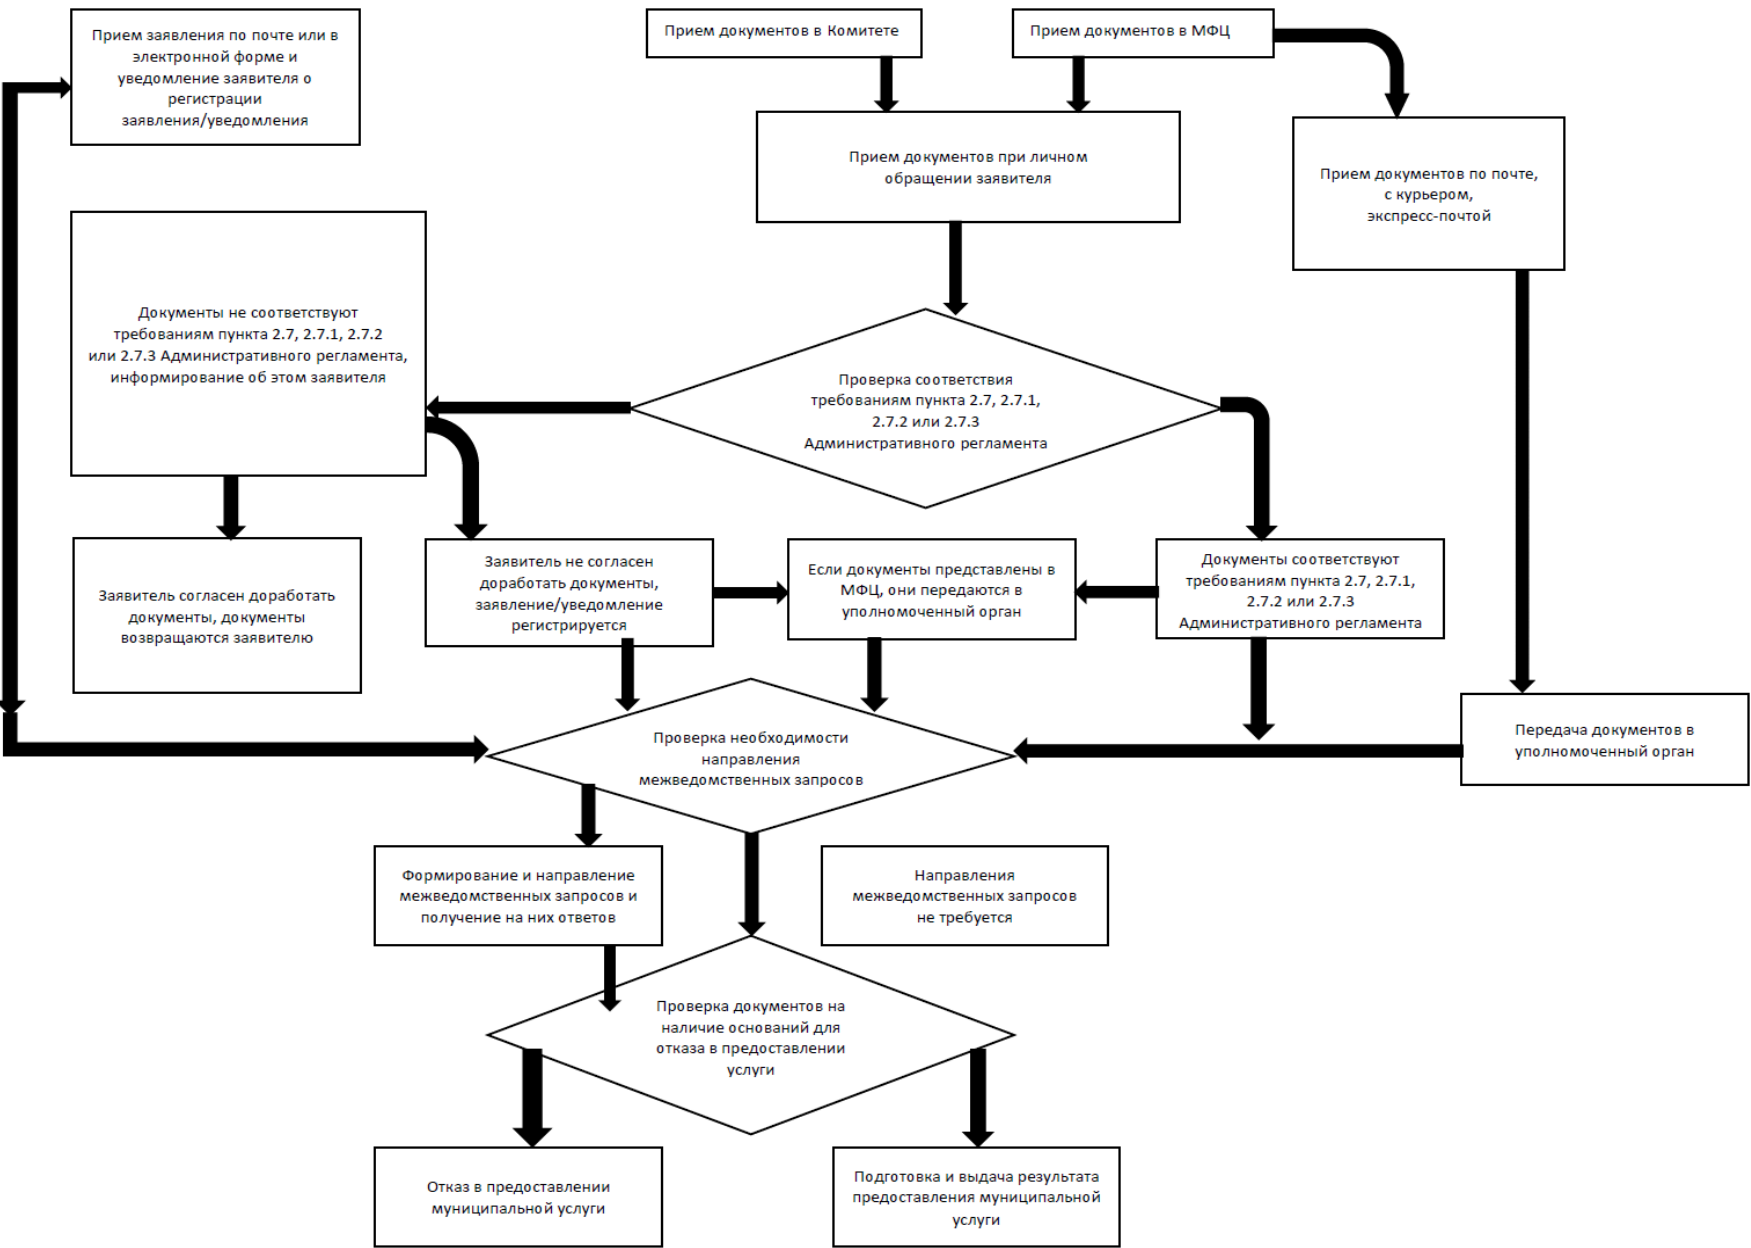 Прием заявления по почте или в
электронной форме и
уведомление заявителя о
регистрации
заявления/уведомления
Прием документов в Комитете
Прием документов в МФЦ
Прием документов при личном
обращении заявителя
Прием документов по почте,
с курьером,
экспресс-почтой
Документы не соответствуют
требованиям пункта 2.7, 2.7.1, 2.7.2
или 2.7.3 Административного регламента,
информирование об этом заявителя
Проверка соответствия
требованиям пункта 2.7, 2.7.1,
2.7.2 или 2.7.3
Административного регламента
Заявитель согласен доработать
документы, документы
возвращаются заявителю
Заявитель не согласен
доработать документы,
заявление/уведомление
регистрируется
Если документы представлены в
МФЦ, они передаются в
уполномоченный орган
Документы соответствуют
требованиям пункта 2.7, 2.7.1,
2.7.2 или 2.7.3
Административного регламента
Проверка необходимости
направления
межведомственных запросов
Передача документов в
уполномоченный орган
Формирование и направление
межведомственных запросов и
получение на них ответов
Направления
межведомственных запросов
не требуется
Проверка документов на
наличие оснований для
отказа в предоставлении
услуги
Отказ в предоставлении
муниципальной услуги
Подготовка и выдача результата
предоставления муниципальной
услуги